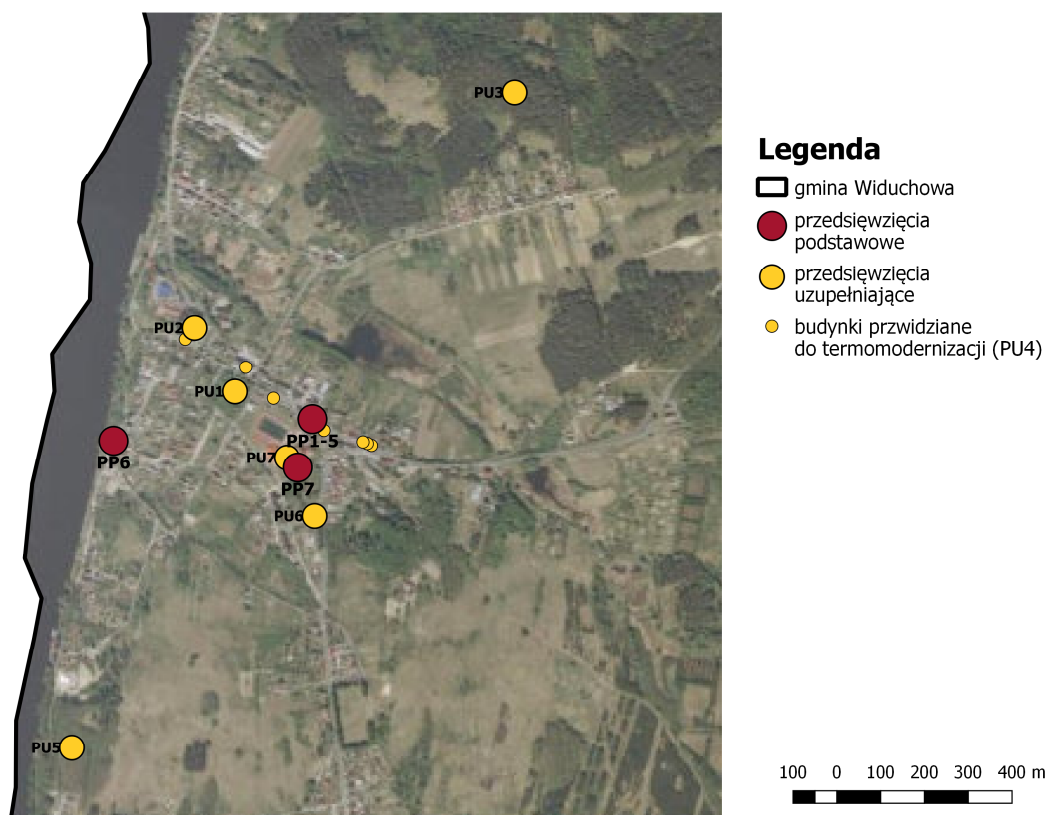 PU3
PU2
PU1
PP1-5
PU7
PP6
PP7
PU6
PU5
Legenda
gmina Widuchowa
przedsięwzięcia
podstawowe
przedsięwzięcia
uzupełniające
budynki przwidziane
do termomodernizacji (PU4)
100 0 100 200 300 400 m